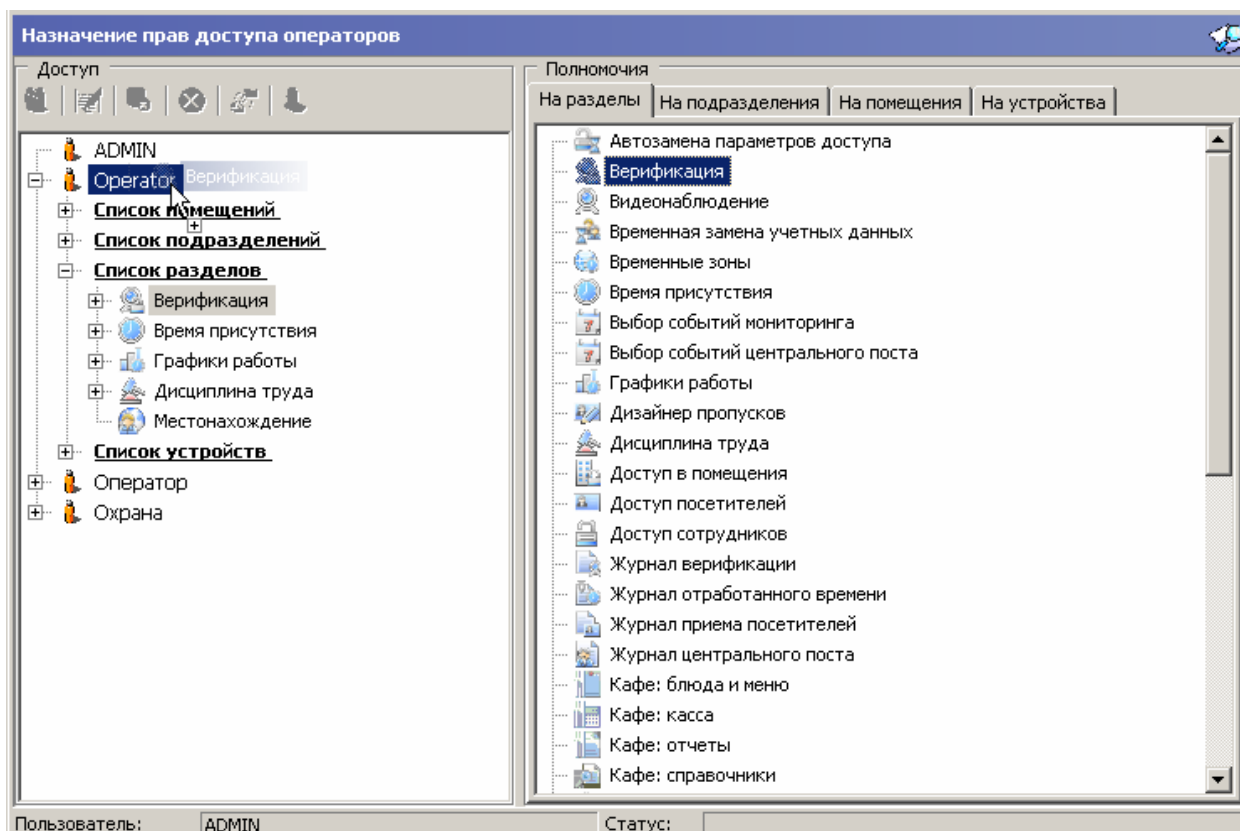 Назначение прав доступа операторов
Доступ
ADMIN
Operator Верификация
Список помещений
Список подразделений
Список разделов
Верификация
Время присутствия
Графики работы
Дисциплина труда
Местонахождение
Список устройств
Оператор
Охрана
Полномочия
На разделы На подразделения На помещения На устройства
Автозамена параметров доступа
Верификация
Видеонаблюдение
Временная замена учетных данных
Временные зоны
Время присутствия
Выбор событий мониторинга
Выбор событий центрального поста
Графики работы
Дизайнер пропусков
Дисциплина труда
Доступ в помещения
Доступ посетителей
Доступ сотрудников
Журнал верификации
Журнал отработанного времени
Журнал приема посетителей
Журнал центрального поста
Кафе: блюда и меню
Кафе: касса
Кафе: отчеты
Кафе: справочники
Пользователь: ADMIN Статус: